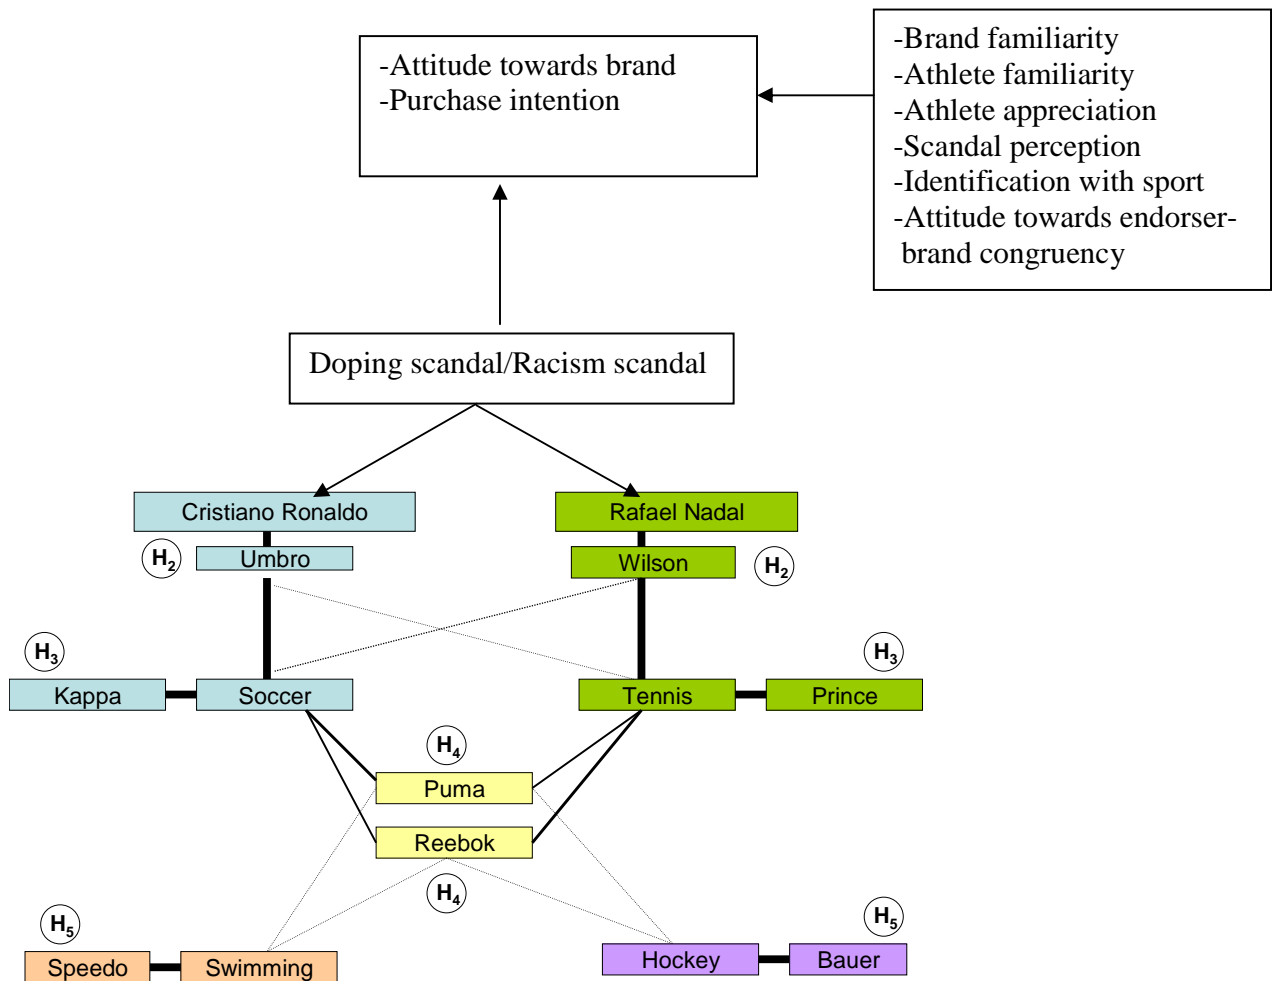 -Attitude towards brand
-Purchase intention
-Brand familiarity
-Athlete familiarity
-Athlete appreciation
-Scandal perception
-Identification with sport
-Attitude towards endorser-
brand congruency
Doping scandal/Racism scandal
Cristiano Ronaldo
Rafael Nadal
H2
Umbro
Wilson
H2
H3
H3
Kappa
Soccer
Tennis
Prince
H4
Puma
Reebok
H4
H5
H5
Speedo
Swimming
Hockey
Bauer